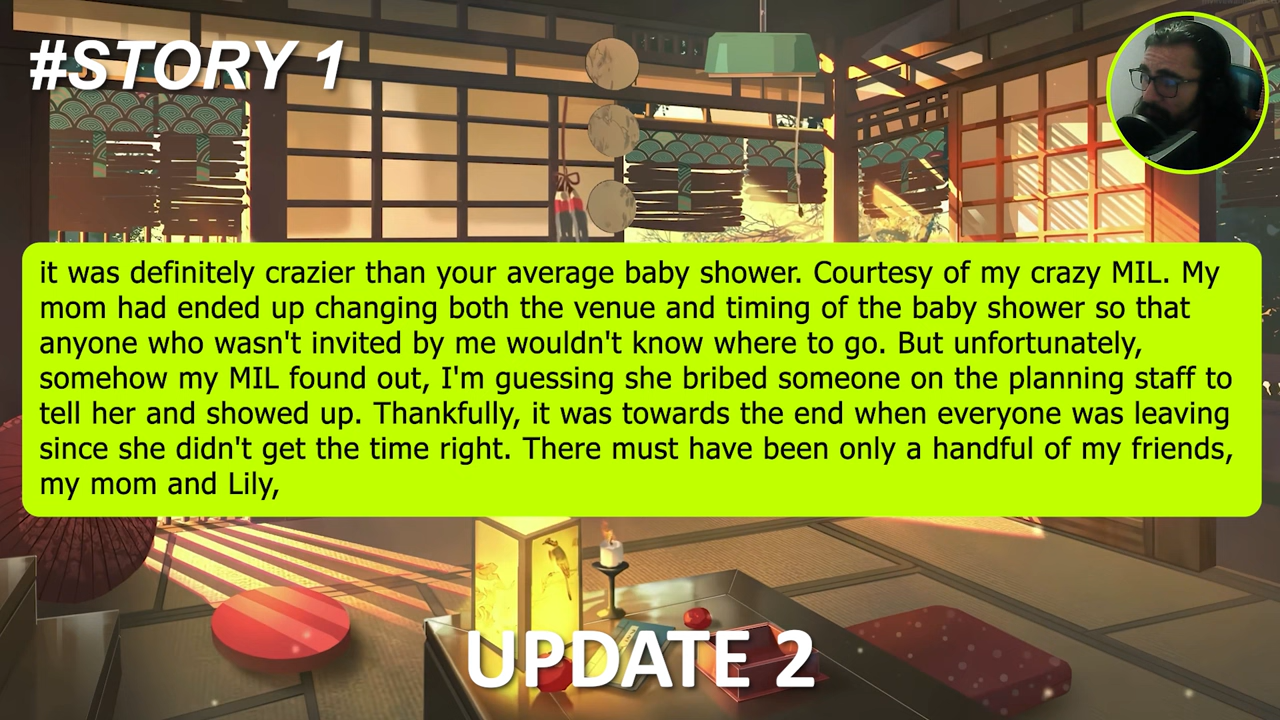 #STORY 1
it was definitely crazier than your average baby shower. Courtesy of my crazy MIL. My
mom had ended up changing both the venue and timing of the baby shower so that
anyone who wasn't invited by me wouldn't know where to go. But unfortunately,
somehow my MIL found out, I'm guessing she bribed someone on the planning staff to
tell her and showed up. Thankfully, it was towards the end when everyone was leaving
since she didn't get the time right. There must have been only a handful of my friends,
my mom and Lily,
UPDATE 2